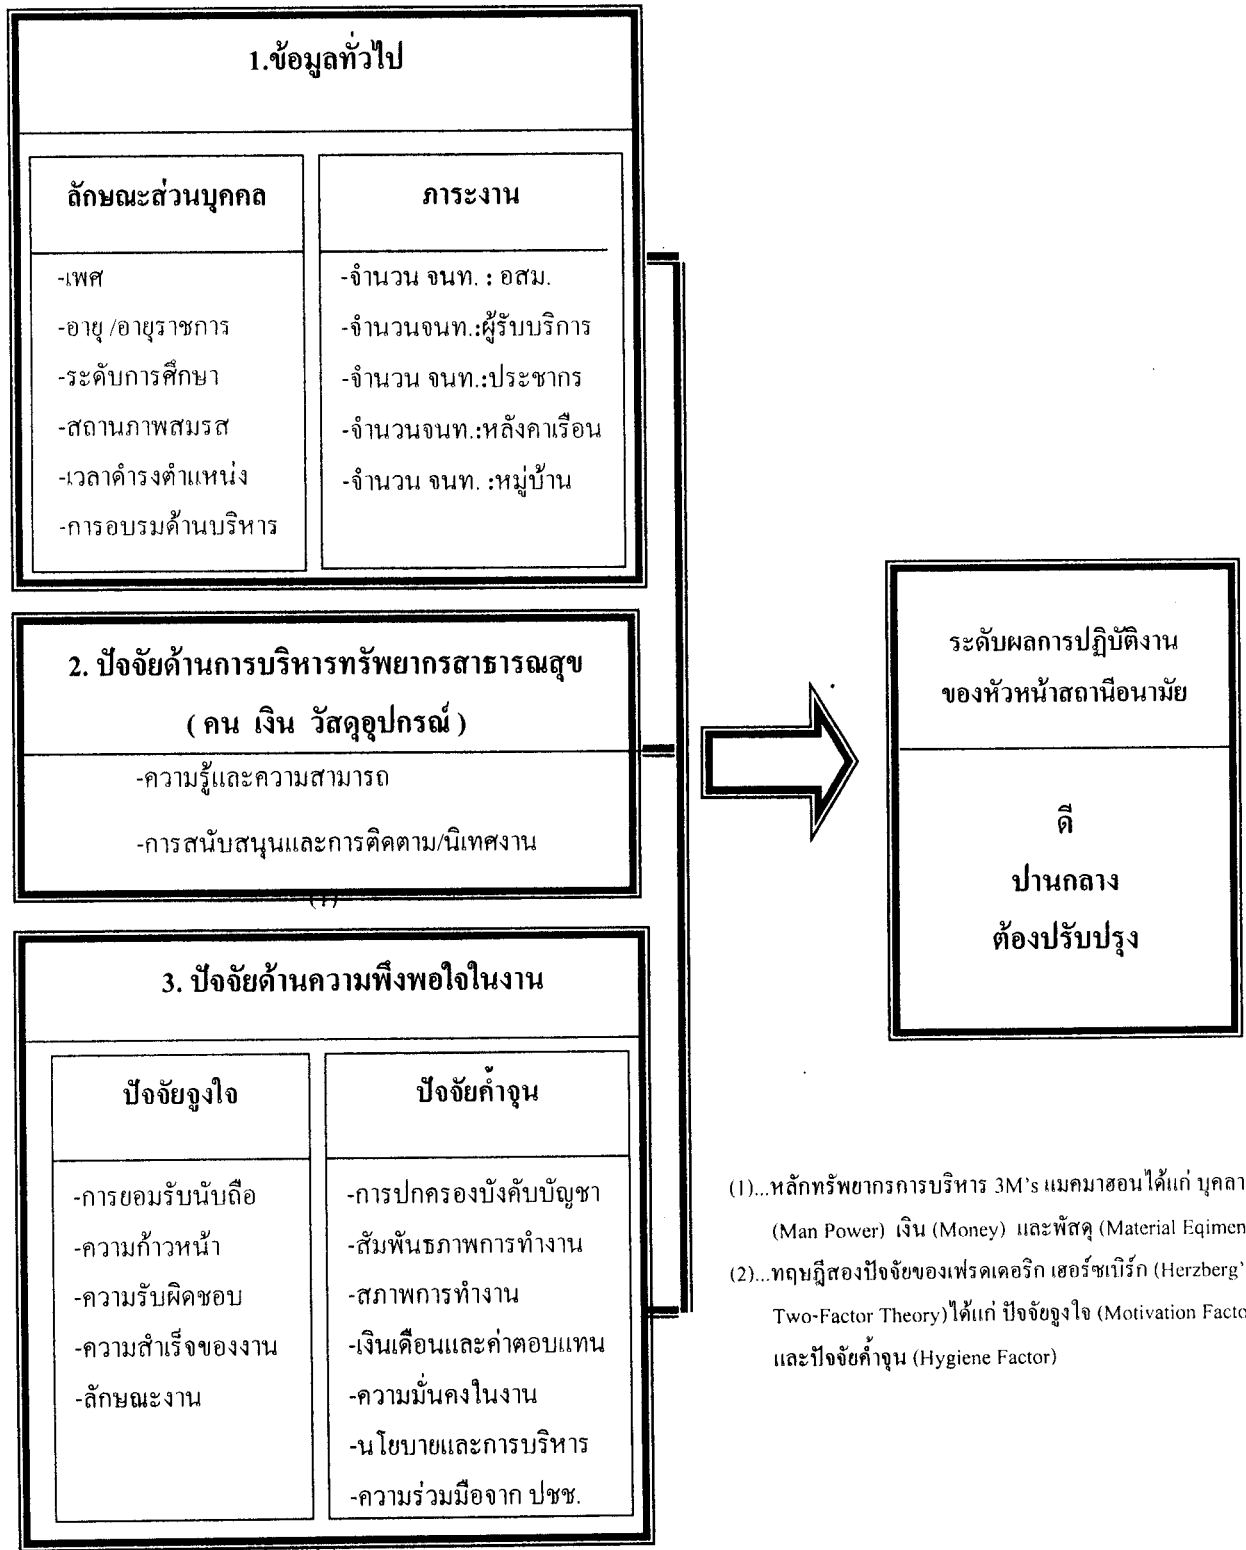 1.ข้อมูลทั่วไป
ลักษณะส่วนบุคคล
-เพศ
-อายุ /อายุราชการ
-ระดับการศึกษา
-สถานภาพสมรส
-เวลาดำรงตำแหน่ง
-การอบรมด้านบริหาร
ภาระงาน
-จำนวน จนท. : อสม.
-จำนวนจนท.:ผู้รับบริการ
-จำนวน จนท.:ประชากร
-จำนวนจนท.:หลังคาเรือน
-จำนวน จนท. :หมู่บ้าน
2. ปัจจัยด้านการบริหารทรัพยากรสาธารณสุข
( คน เงิน วัสดุอุปกรณ์ )
-ความรู้และความสามารถ
-การสนับสนุนและการติดตาม/นิเทศงาน
3. ปัจจัยด้านความพึงพอใจในงาน
ปัจจัยจูงใจ
-การยอมรับนับถือ
-ความก้าวหน้า
-ความรับผิดชอบ
-ความสำเร็จของงาน
-ลักษณะงาน
ปัจจัยค้ำจุน
-การปกครองบังคับบัญชา
-สัมพันธภาพการทำงาน
-สภาพการทำงาน
-เงินเดือนและค่าตอบแทน
-ความมั่นคงในงาน
-นโยบายและการบริหาร
-ความร่วมมือจาก ปชช.
ระดับผลการปฏิบัติงาน
ของหัวหน้าสถานีอนามัย
ดี
ปานกลาง
ต้องปรับปรุง
(1)...หลักทรัพยากรการบริหาร 3M's แมคมาฮอนได้แก่ บุคลา
(Man Power) เงิน (Money) และพัสดุ (Material Eqimen
(2)...ทฤษฎีสองปัจจัยของเฟรดเดอริก เฮอร์ซเบิร์ก (Herzberg'
Two-Factor Theory)ได้แก่ ปัจจัยจูงใจ (Motivation Facto
และปัจจัยค้ำจุน (Hygiene Factor)